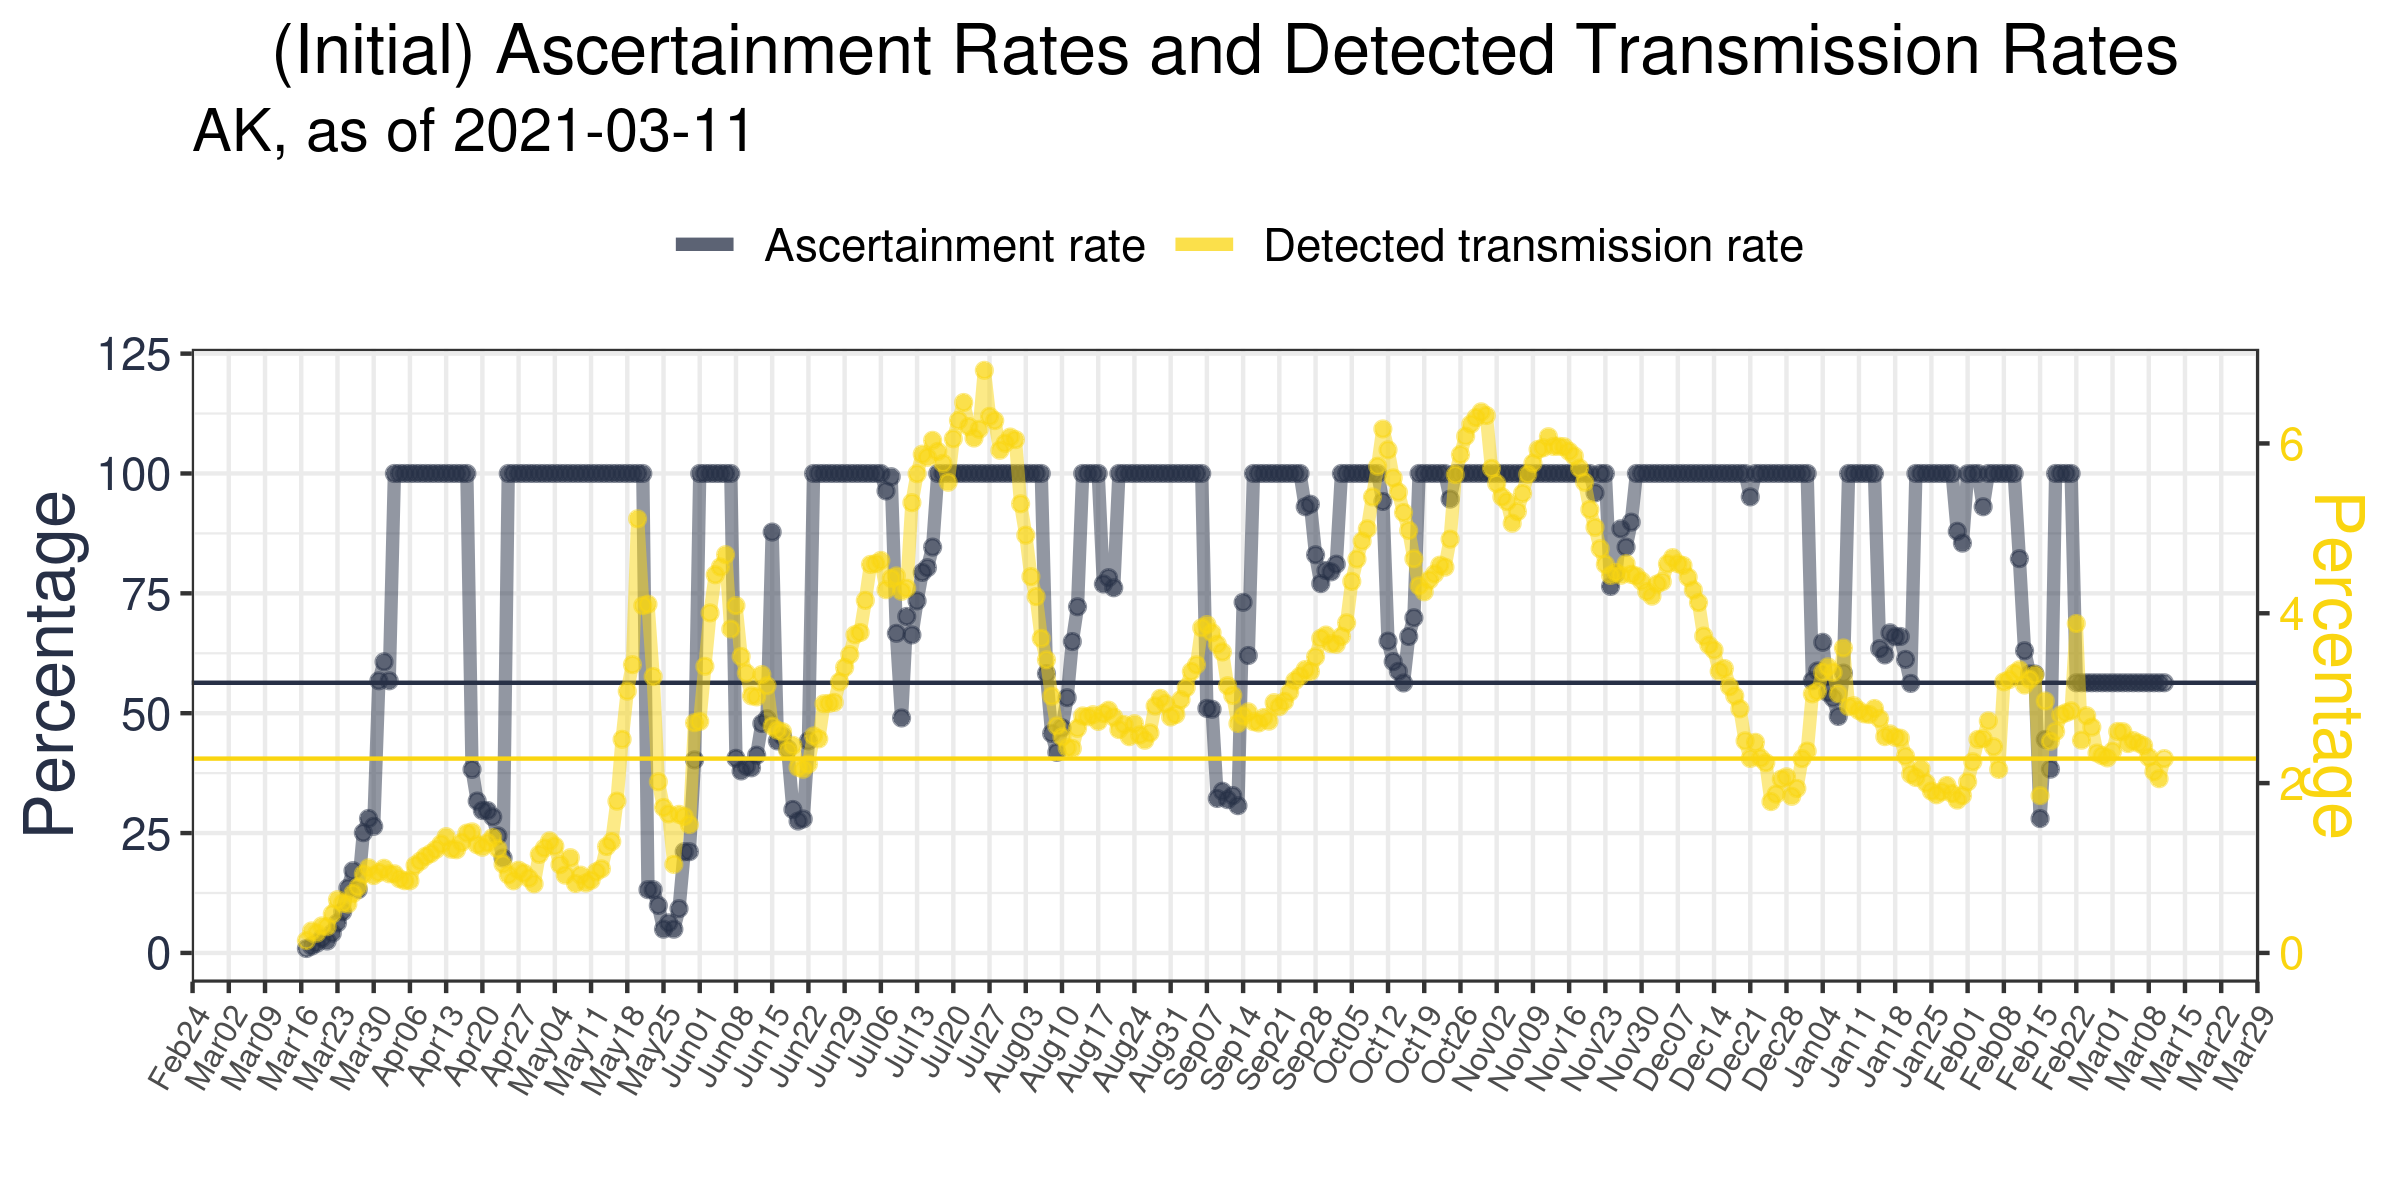 (Initial) Ascertainment Rates and Detected Transmission Rates
AK, as of 2021-03-11
Ascertainment rate
Detected transmission rate
Percentage
125
100
75
50
25
0
6
4
2
0
Percentage
Feb24
Mar02
Mar09
Mar16
Mar23
Mar30
Apr06
Apr13
Apr20
Apr27
May04
May11
May18
May25
Jun01
Jun08
Jun15
Jun22
Jun29
Jul06
Jul13
Jul20
Jul27
Aug03
Aug10
Aug17
Aug24
Aug31
Sep07
Sep14
Sep21
Sep28
Oct05
Oct12
Oct19
Oct26
Nov02
Nov09
Nov16
Nov23
Nov30
Dec07
Dec14
Dec21
Dec28
Jan04
Jan11
Jan18
Jan25
Feb01
Feb08
Feb15
Feb22
Mar01
Mar08
Mar15
Mar22
Mar29